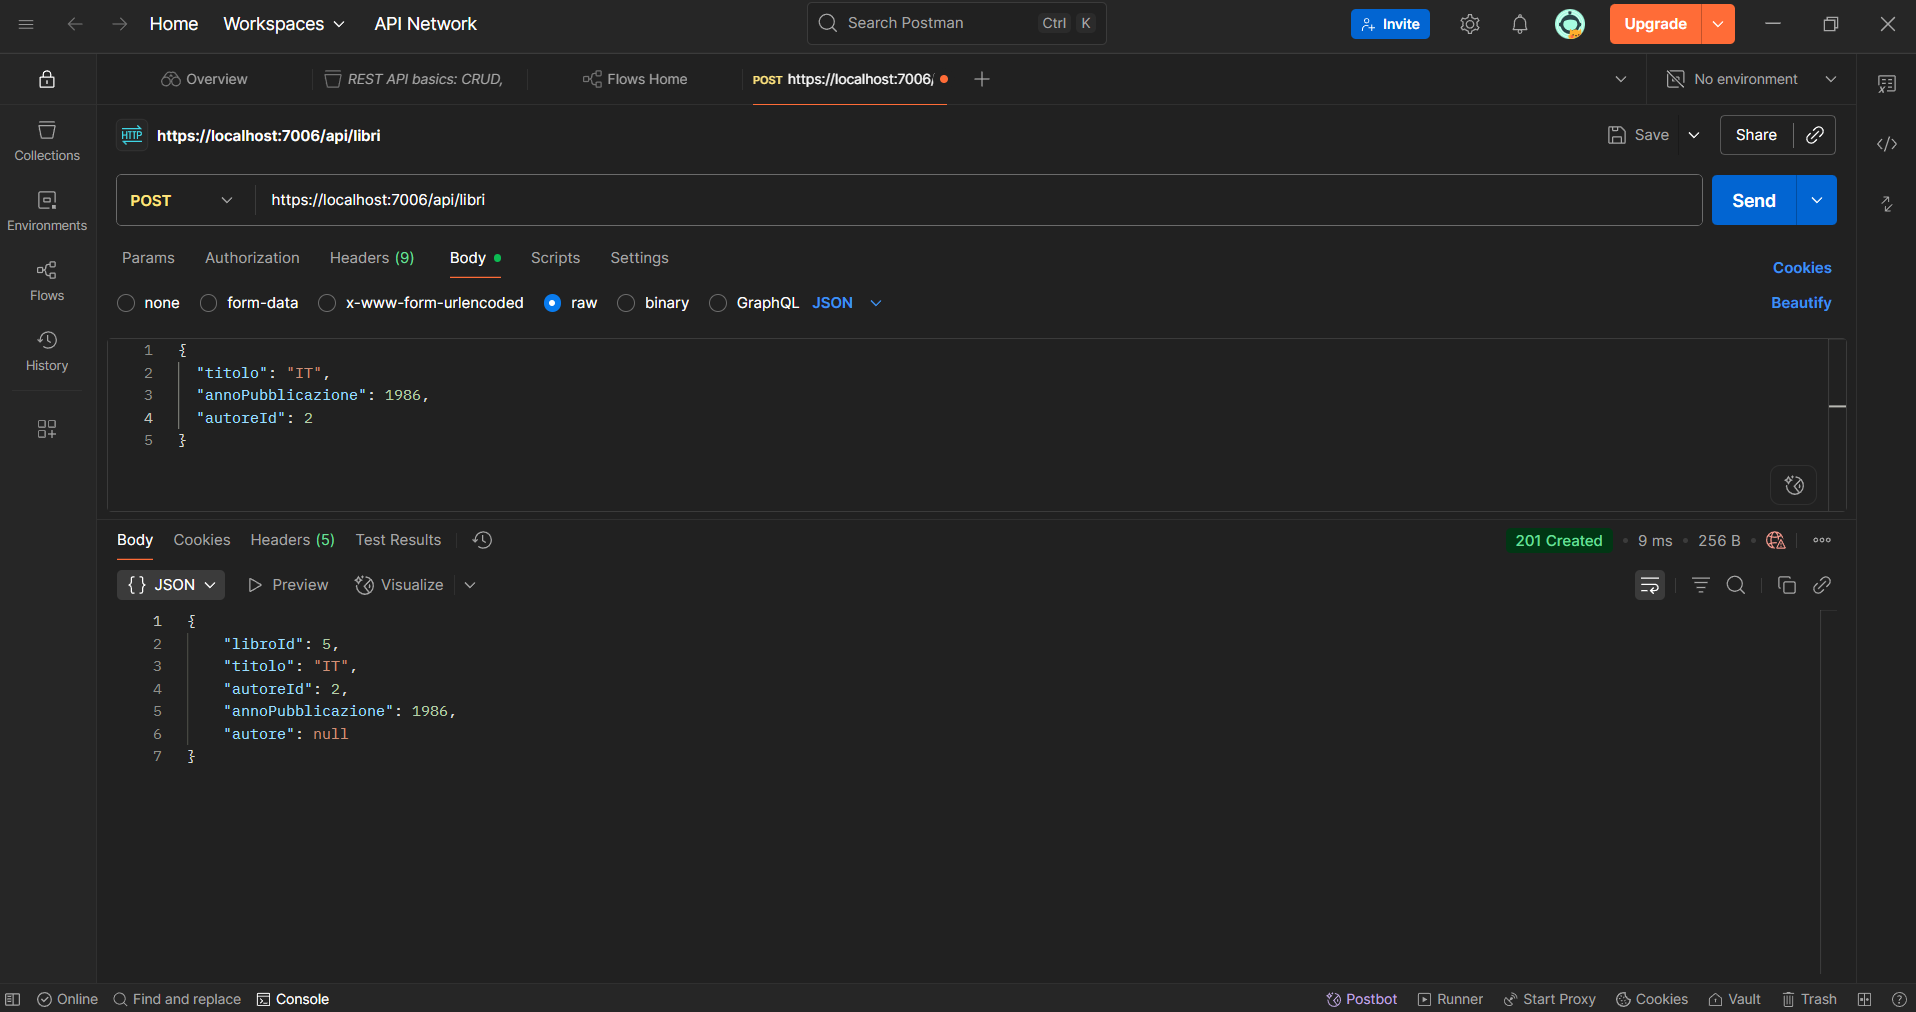 Home Workspaces API Network Search Postman Ctrl K Invite Upgrade
Overview REST API basics: CRUD, Flows Home POST https://localhost:7006/ No environment
HTTP https://localhost:7006/api/libri Save Share
Collections
Environments
Flows
History
POST https://localhost:7006/api/libri Send
Params Authorization Headers (9) Body Scripts Settings Cookies
none form-data x-www-form-urlencoded raw binary GraphQL JSON Beautify
1 {
2 "titolo": "IT",
3 "annoPubblicazione": 1986,
4 "autoreId": 2
5 }
Body Cookies Headers (5) Test Results 201 Created • 9 ms • 256 B •
{} JSON Preview Visualize
1 {
2 "libroId": 5,
3 "titolo": "IT",
4 "autoreId": 2,
5 "annoPubblicazione": 1986,
6 "autore": null
7 }
Online Find and replace Console Postbot Runner Start Proxy Cookies Vault Trash